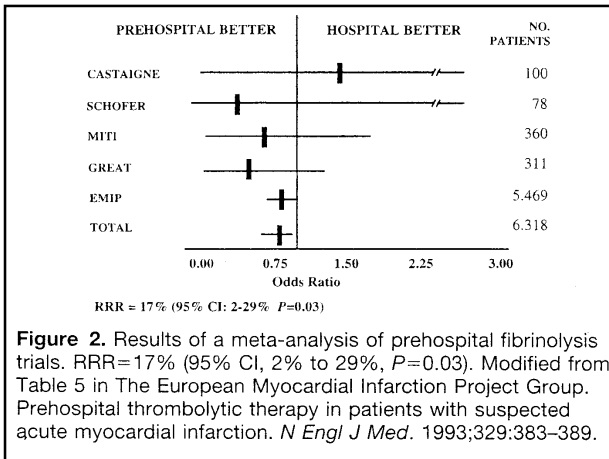 PREHOSPITAL BETTER HOSPITAL BETTER NO. PATIENTS
CASTAIGNE 100
SCHOFER 78
MITI 360
GREAT 311
EMIP 5.469
TOTAL 6.318
0.00 0.75 1.50 2.25 3.00
Odds Ratio
RRR = 17% (95% CI: 2-29% P=0.03)
Figure 2. Results of a meta-analysis of prehospital fibrinolysis
trials. RRR=17% (95% CI, 2% to 29%, P=0.03). Modified from
Table 5 in The European Myocardial Infarction Project Group.
Prehospital thrombolytic therapy in patients with suspected
acute myocardial infarction. N Engl J Med. 1993;329:383–389.